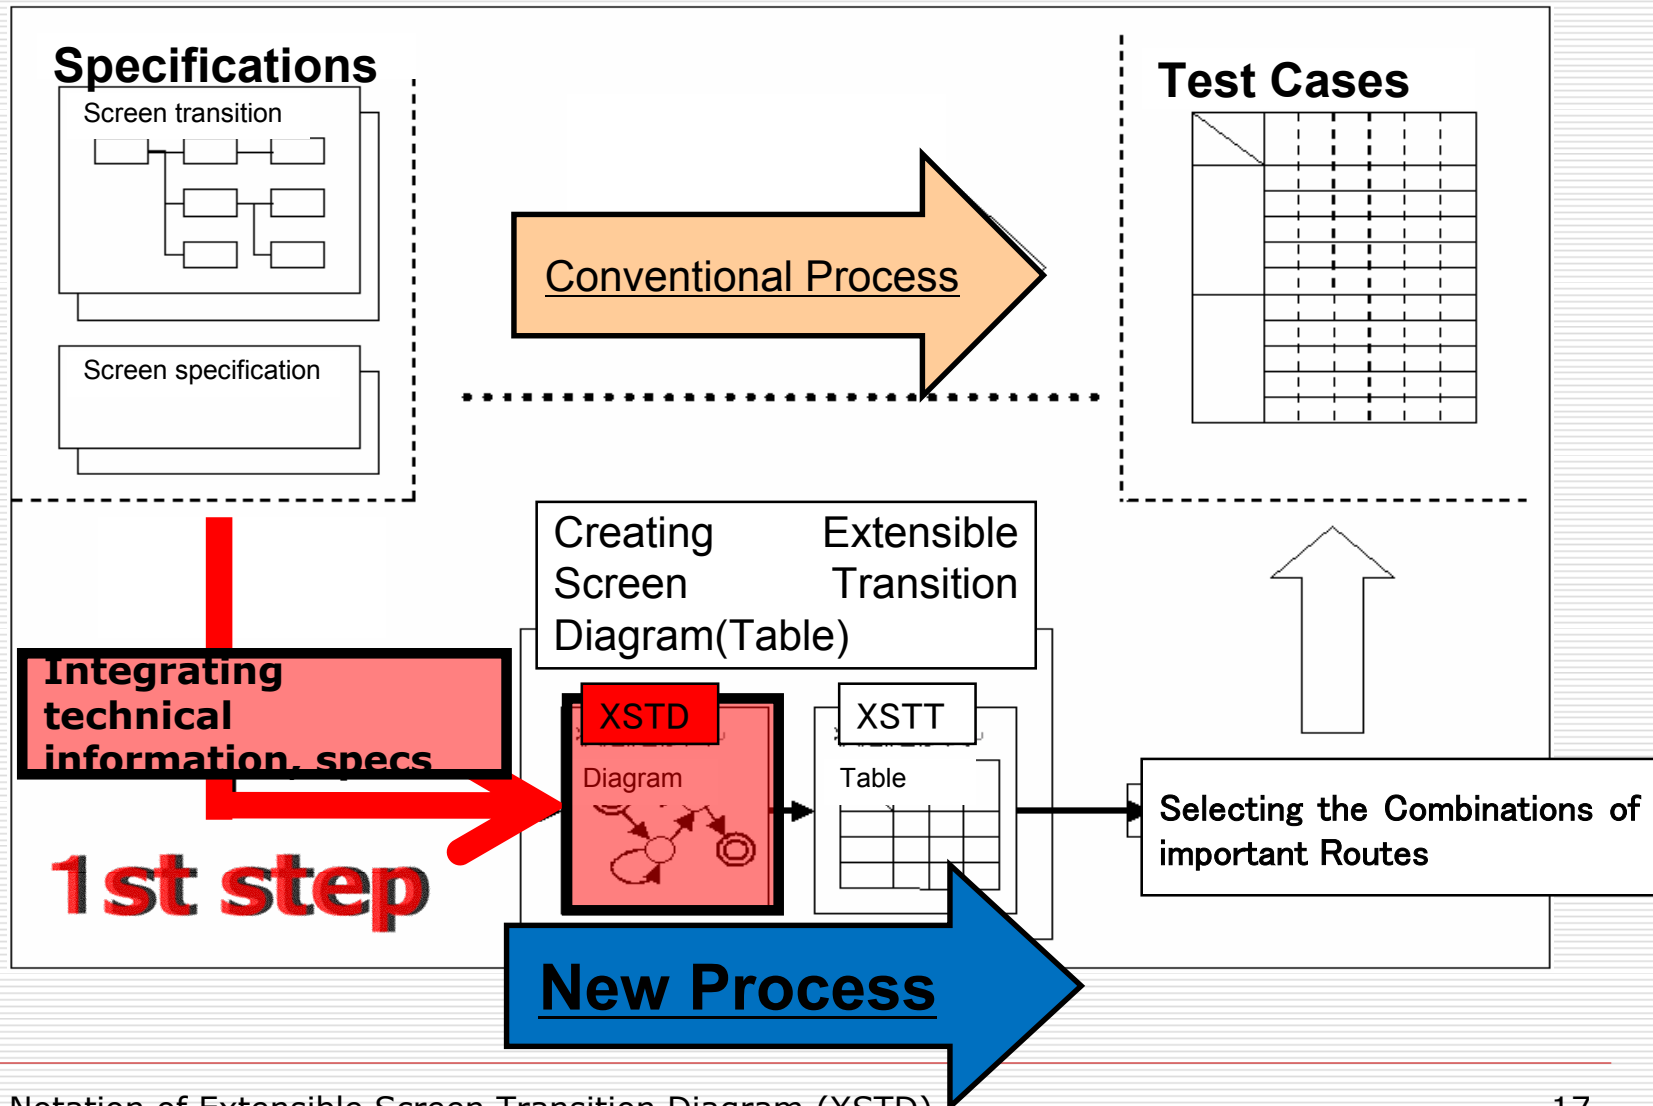 Specifications
Screen transition
Screen specification
Conventional Process
Test Cases
Creating Extensible
Screen Transition
Diagram(Table)
Integrating
technical
information, specs
XSTD
Diagram
XSTT
Table
Selecting the Combinations of
important Routes
1st step
New Process
Notation of Extensible Screen Transition Diagram (XSTD)
17